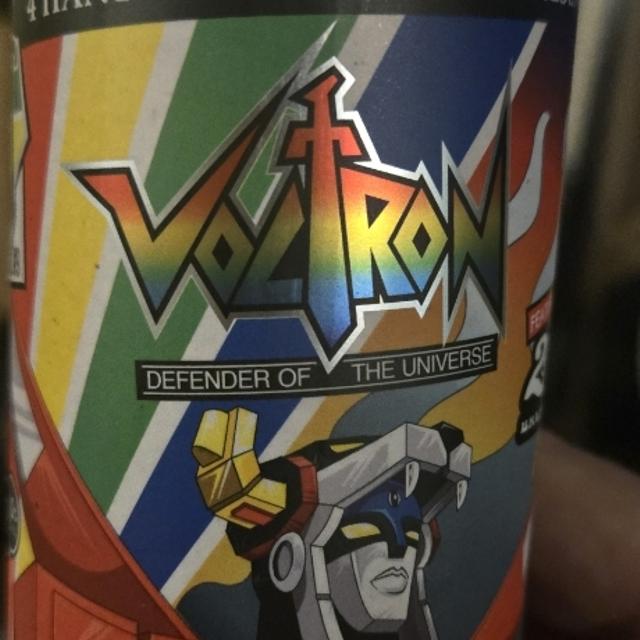 VOLTRON
DEFENDER OF THE UNIVERSE